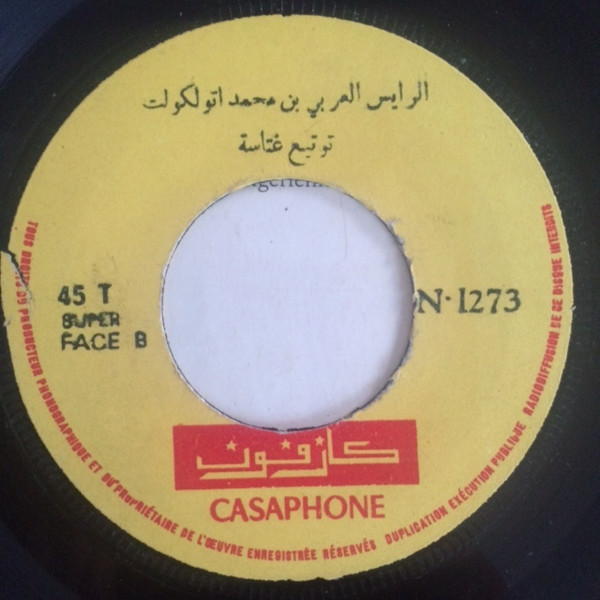 الرايس العربي بن محمد اتولكولت
توقيع غتاسة
45 T
SUPER
FACE B
N· 1273
كازافون
CASAPHONE
TOUS DROITS DU PRODUCTEUR PHONOGRAPHIQUE ET DU PROPRIÉTAIRE DE L'ŒUVRE ENREGISTRÉE RÉSERVÉS DUPLICATION EXÉCUTION PUBLIQUE RADIODIFFUSION DE CE DISQUE INTERDITS